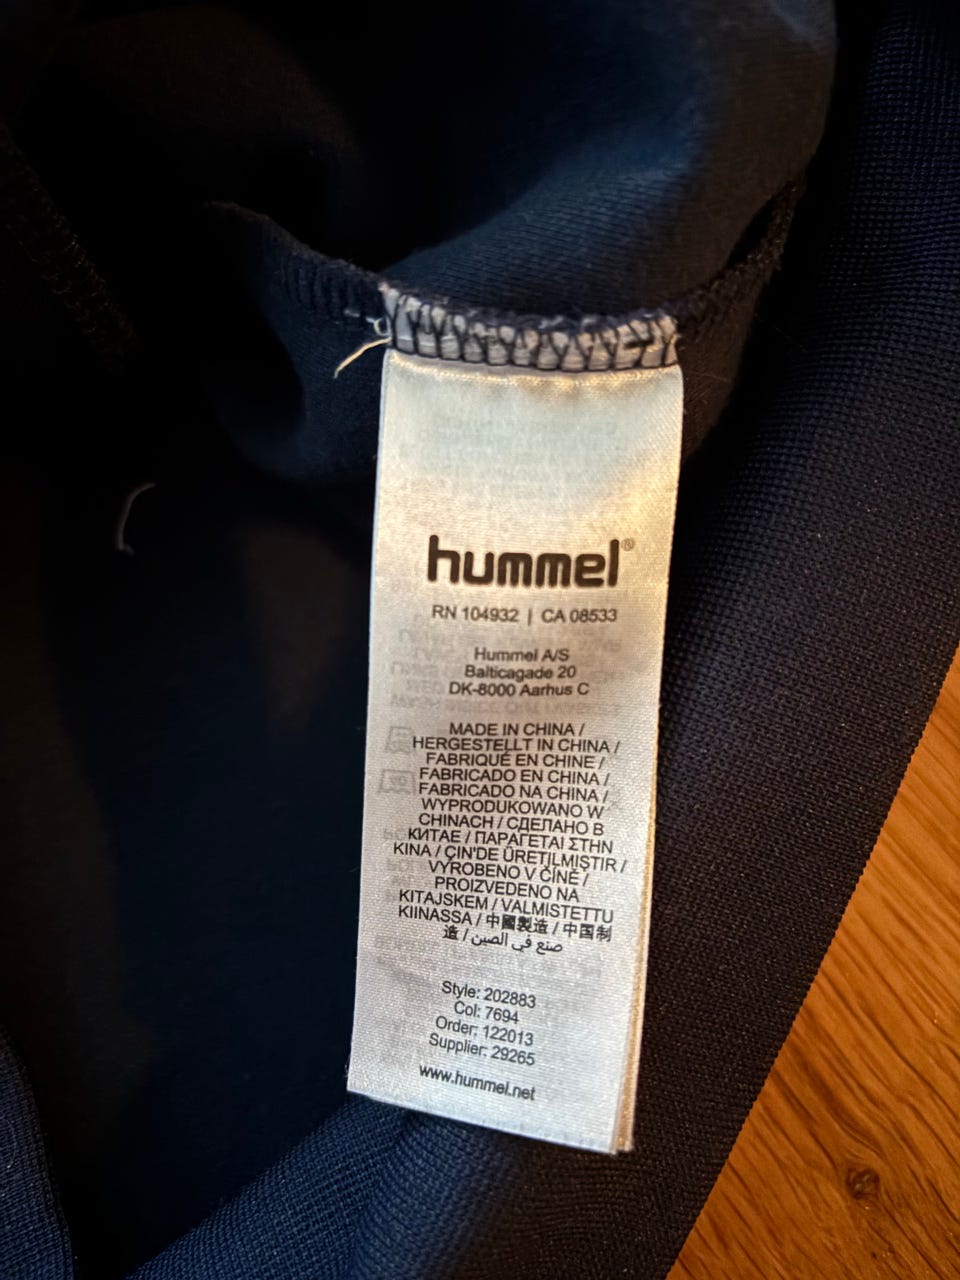 hummel®
RN 104932 | CA 08533
Hummel A/S
Balticagade 20
DK-8000 Aarhus C
MADE IN CHINA /
HERGESTELLT IN CHINA /
FABRIQUÉ EN CHINE /
FABRICADO EN CHINA /
FABRICADO NA CHINA /
WYPRODUKOWANO W
CHINACH / СДЕЛАНО В
КИТАЕ / ΠΑΡΑΓΕΤΑΙ ΣΤΗΝ
ΚΙΝΑ / ÇIN'DE ÜRETILMISTIR /
VYROBENO V ČÍNĚ /
PROIZVEDENO NA
KITAJSKEM / VALMISTETTU
KIINASSA / 中國製造 / 中国制
造 / صنع في الصين
Style: 202883
Col: 7694
Order: 122013
Supplier: 29265
www.hummel.net